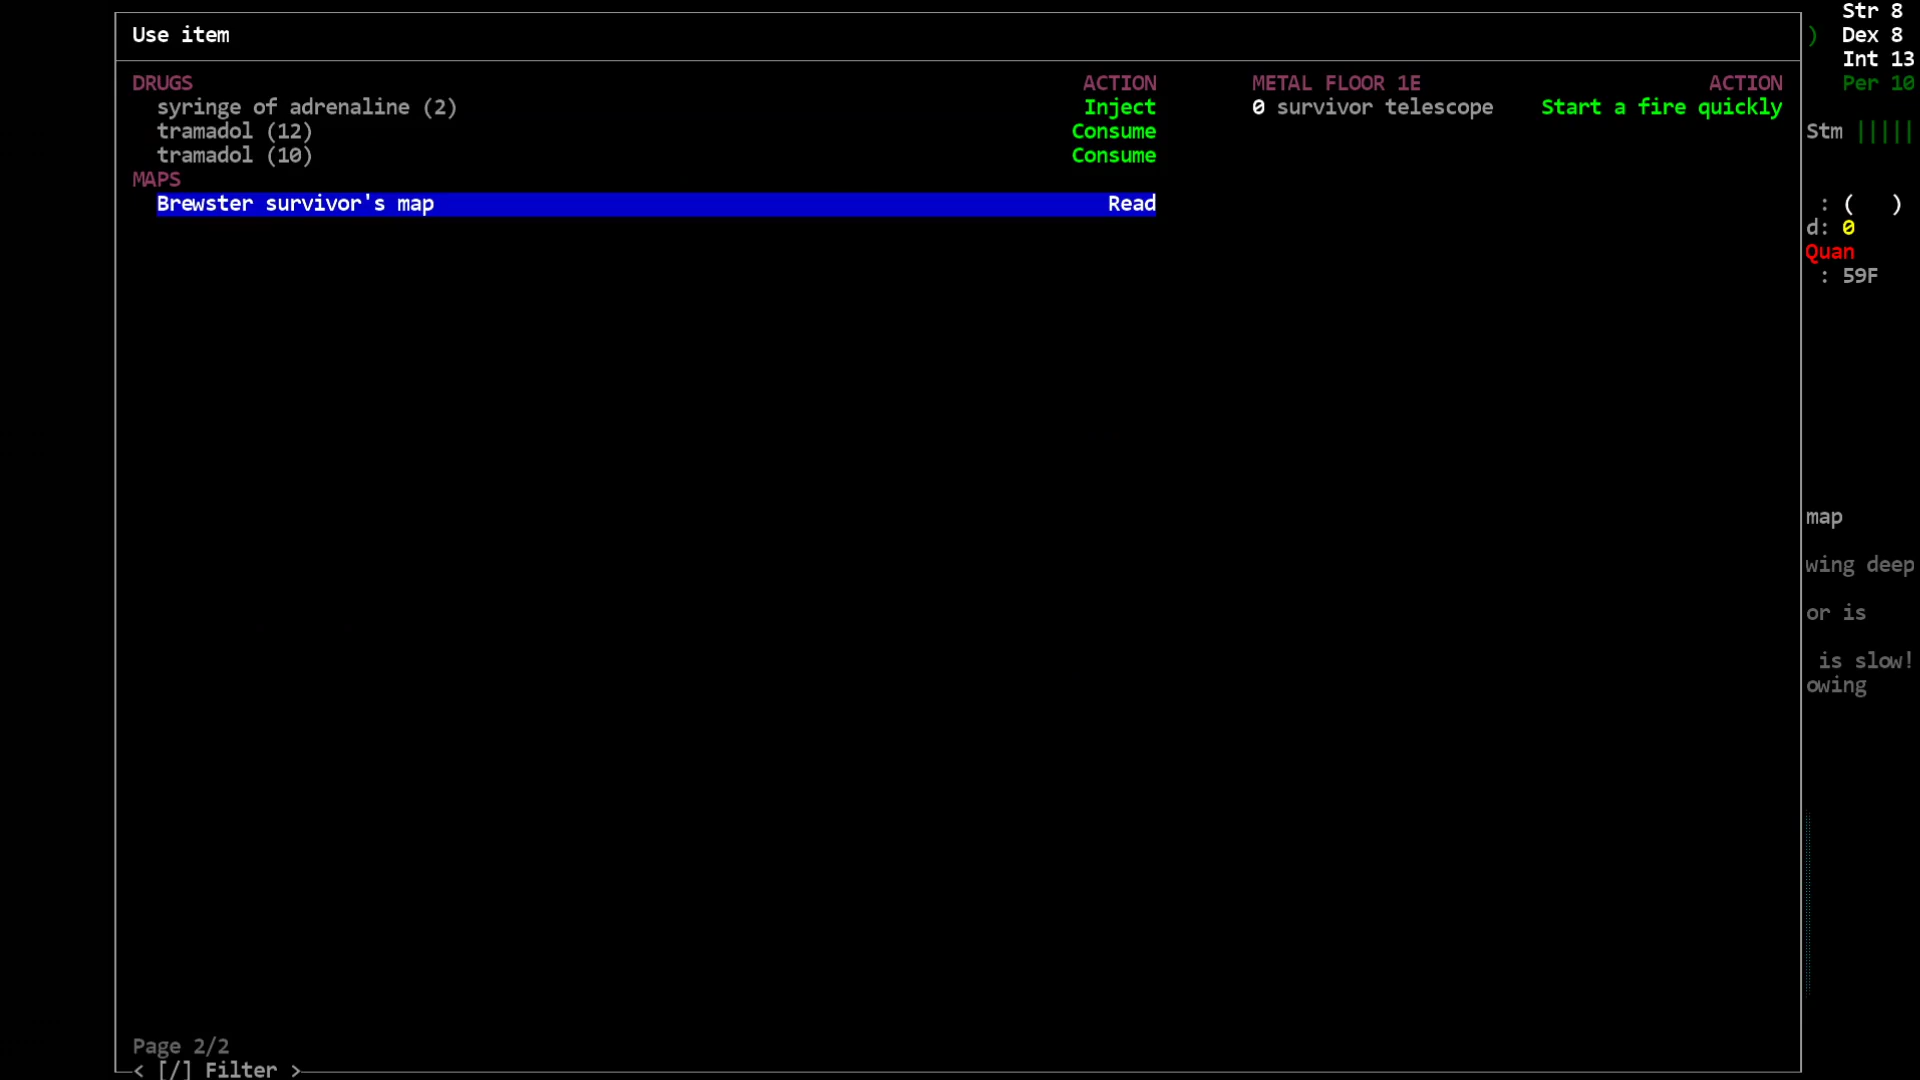 Use item
DRUGS ACTION
syringe of adrenaline (2) Inject
tramadol (12) Consume
tramadol (10) Consume
MAPS
Brewster survivor's map Read
METAL FLOOR 1E ACTION
0 survivor telescope Start a fire quickly
Page 2/2
< [/] Filter >
Str 8
) Dex 8
Int 13
Per 10
Stm |||||
: ( )
d: 0
Quan
: 59F
map
wing deep
or is
is slow!
owing